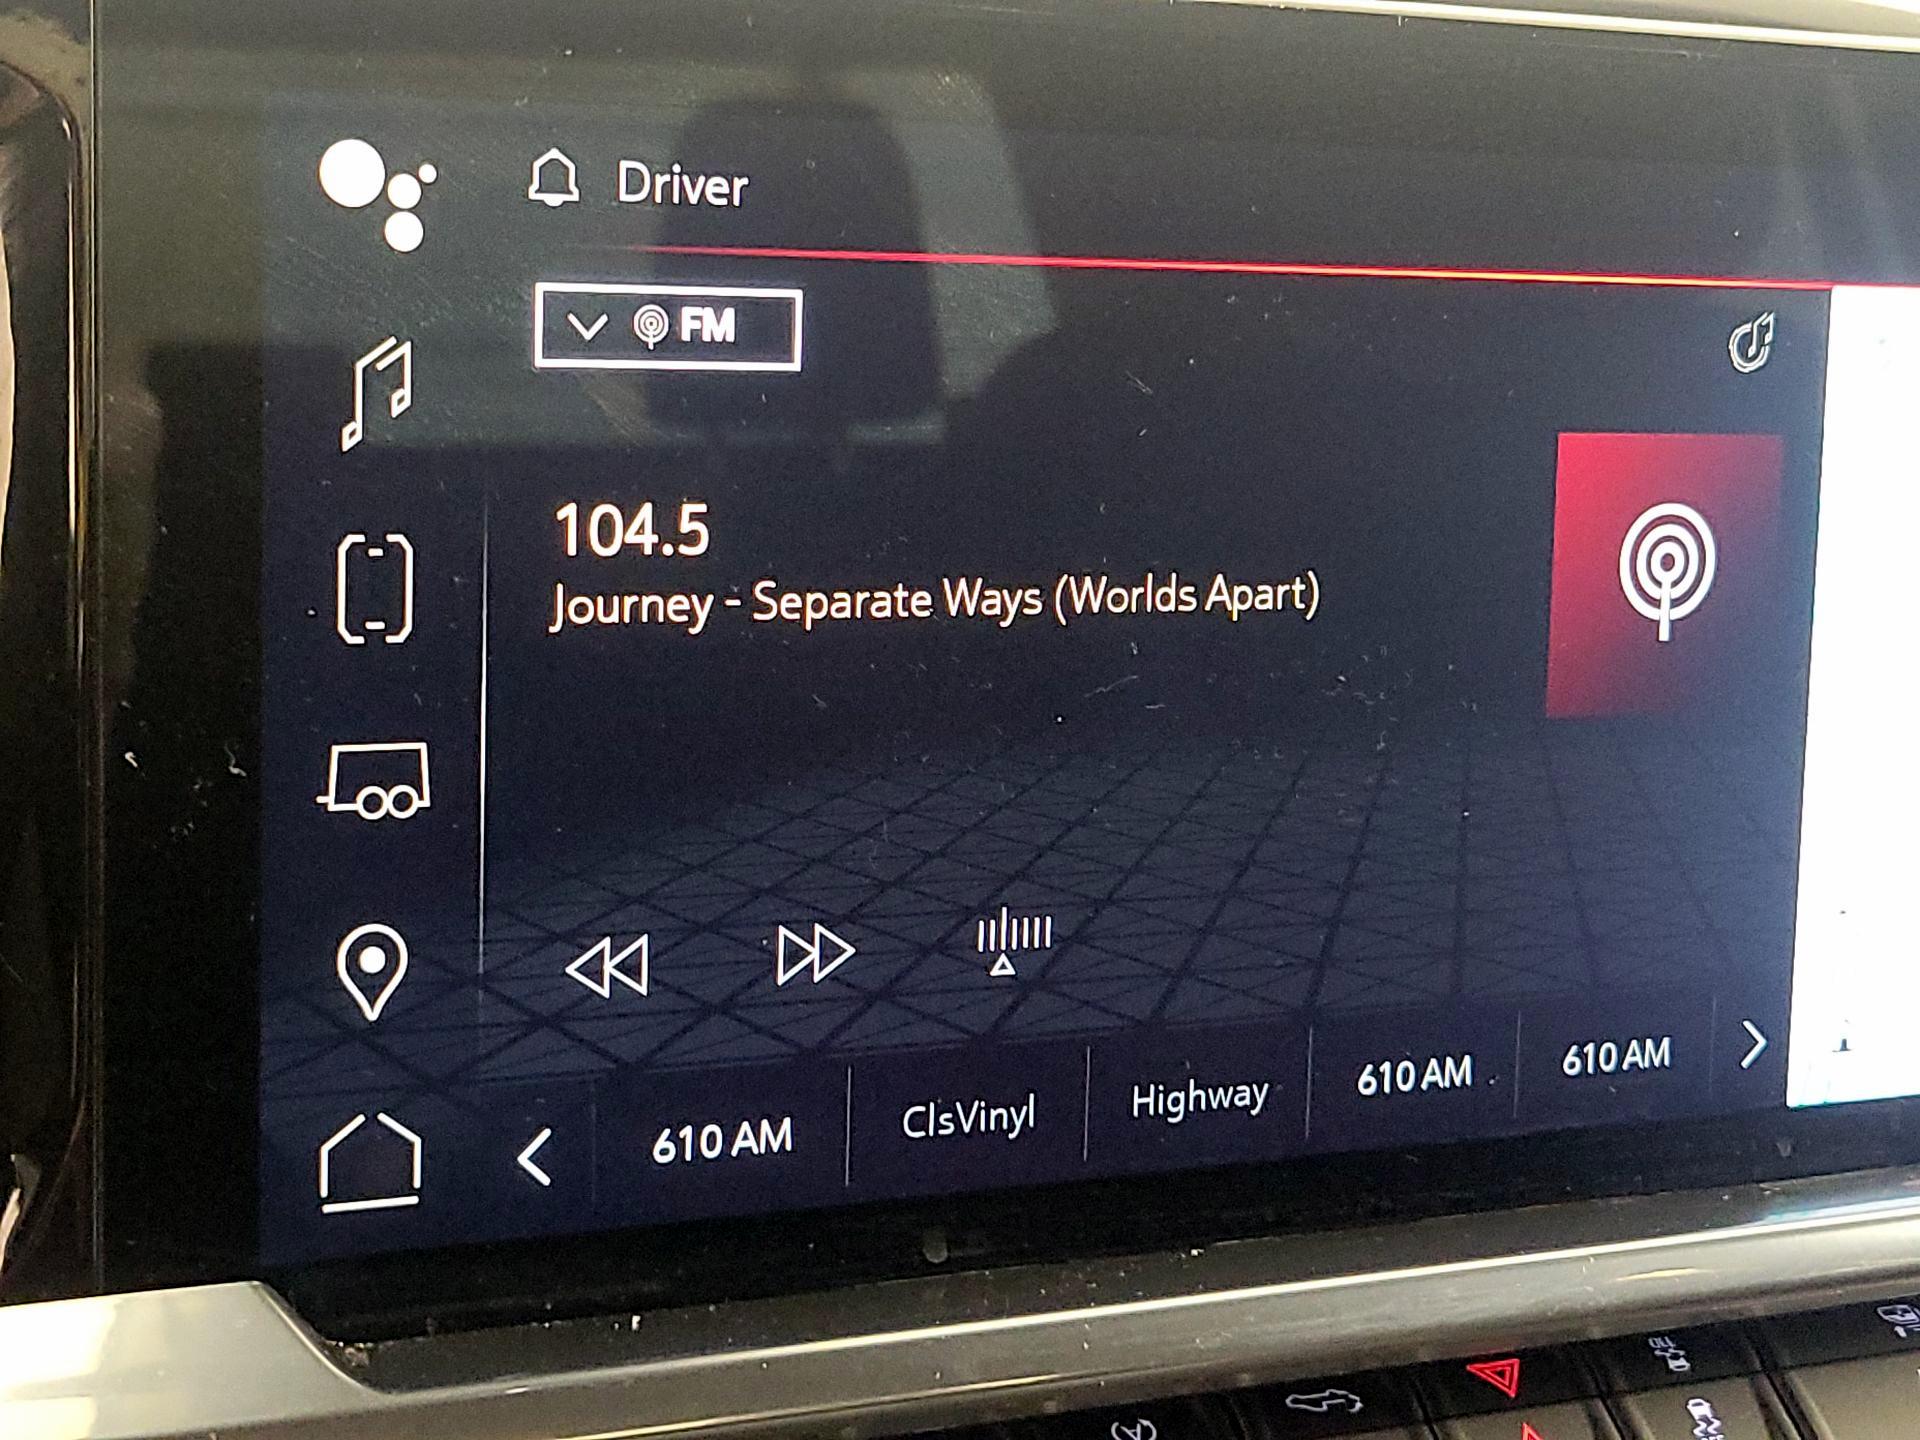 Driver
FM
104.5
Journey - Separate Ways (Worlds Apart)
610 AM
ClsVinyl
Highway
610 AM
610 AM